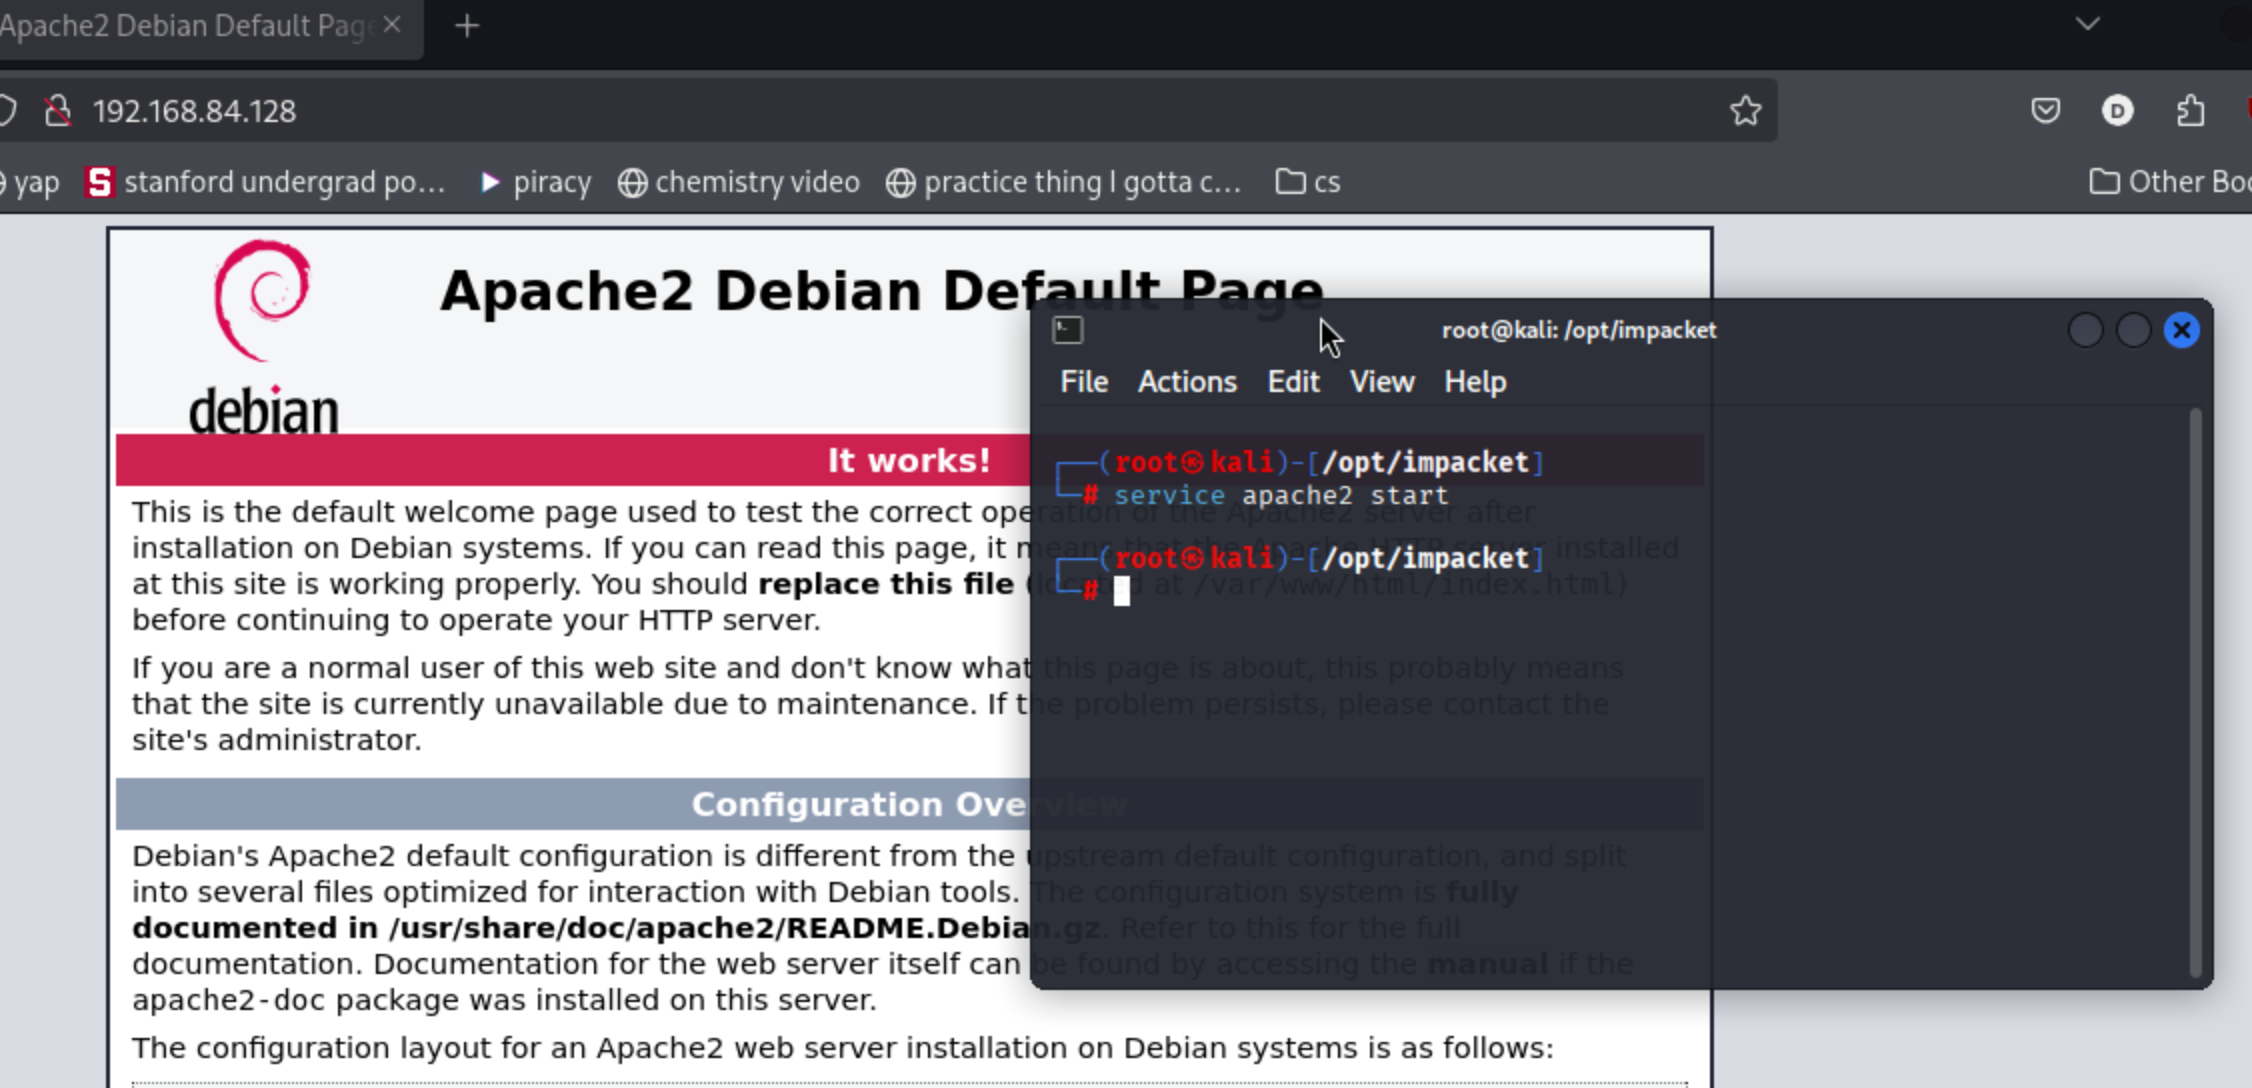 Apache2 Debian Default Page
192.168.84.128
D
yap
stanford undergrad po...
piracy
chemistry video
practice thing I gotta c...
cs
Other Boo
debian
Apache2 Debian Default Page
It works!
This is the default welcome page used to test the correct operation of the Apache2 server after
installation on Debian systems. If you can read this page, it means that the Apache HTTP server installed
at this site is working properly. You should replace this file (located at /var/www/html/index.html)
before continuing to operate your HTTP server.
If you are a normal user of this web site and don't know what this page is about, this probably means
that the site is currently unavailable due to maintenance. If the problem persists, please contact the
site's administrator.
Configuration Overview
Debian's Apache2 default configuration is different from the upstream default configuration, and split
into several files optimized for interaction with Debian tools. The configuration system is fully
documented in /usr/share/doc/apache2/README.Debian.gz. Refer to this for the full
documentation. Documentation for the web server itself can be found by accessing the manual if the
apache2-doc package was installed on this server.
The configuration layout for an Apache2 web server installation on Debian systems is as follows:
root@kali: /opt/impacket
File Actions Edit View Help
┌──(root㉿kali)-[/opt/impacket]
└─# service apache2 start
┌──(root㉿kali)-[/opt/impacket]
└─#